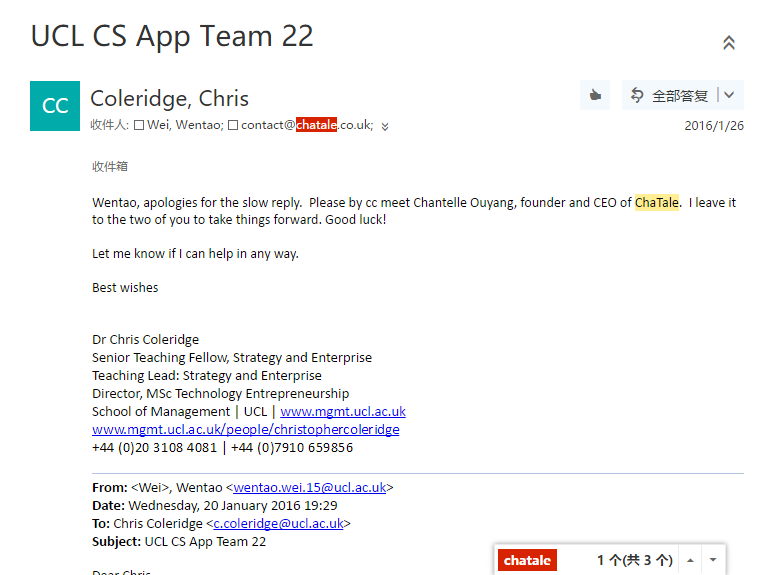 UCL CS App Team 22
CC
Coleridge, Chris
全部答复
收件人: Wei, Wentao; contact@chatale.co.uk;
2016/1/26
收件箱
Wentao, apologies for the slow reply.  Please by cc meet Chantelle Ouyang, founder and CEO of ChaTale.  I leave it
to the two of you to take things forward. Good luck!
Let me know if I can help in any way.
Best wishes
Dr Chris Coleridge
Senior Teaching Fellow, Strategy and Enterprise
Teaching Lead: Strategy and Enterprise
Director, MSc Technology Entrepreneurship
School of Management | UCL | www.mgmt.ucl.ac.uk
www.mgmt.ucl.ac.uk/people/christophercoleridge
+44 (0)20 3108 4081 | +44 (0)7910 659856
From: <Wei>, Wentao <wentao.wei.15@ucl.ac.uk>
Date: Wednesday, 20 January 2016 19:29
To: Chris Coleridge <c.coleridge@ucl.ac.uk>
Subject: UCL CS App Team 22
chatale 1 个(共 3 个)
Dear Chris